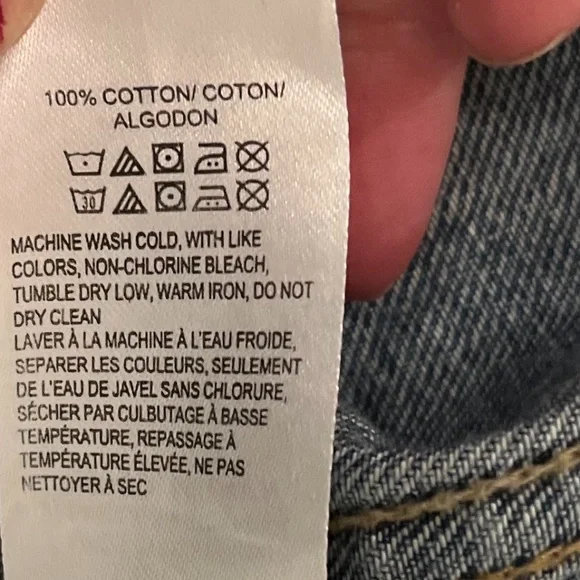 100% COTTON/ COTON/
ALGODON
30
MACHINE WASH COLD, WITH LIKE
COLORS, NON-CHLORINE BLEACH,
TUMBLE DRY LOW, WARM IRON, DO NOT
DRY CLEAN
LAVER À LA MACHINE À L'EAU FROIDE,
SEPARER LES COULEURS, SEULEMENT
DE L'EAU DE JAVEL SANS CHLORURE,
SÉCHER PAR CULBUTAGE À BASSE
TEMPÉRATURE, REPASSAGE À
TEMPÉRATURE ÉLEVÉE, NE PAS
NETTOYER À SEC